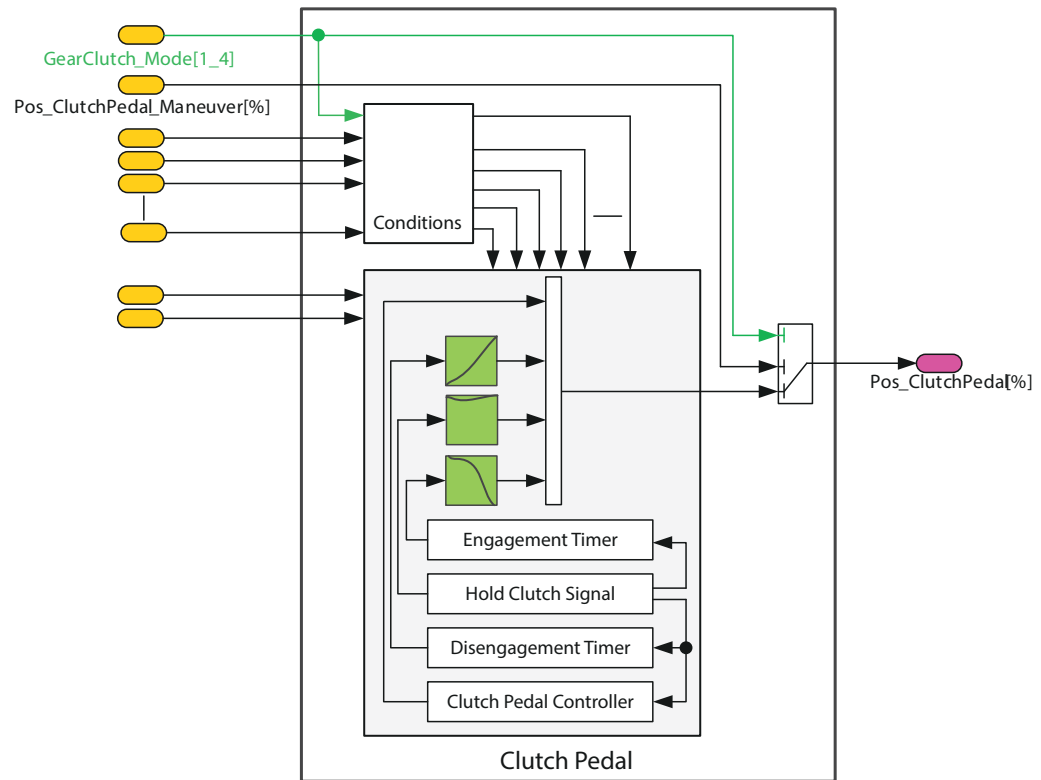 GearClutch_Mode[1_4]
Pos_ClutchPedal_Maneuver[%]
Conditions
Pos_ClutchPedal[%]
Engagement Timer
Hold Clutch Signal
Disengagement Timer
Clutch Pedal Controller
Clutch Pedal